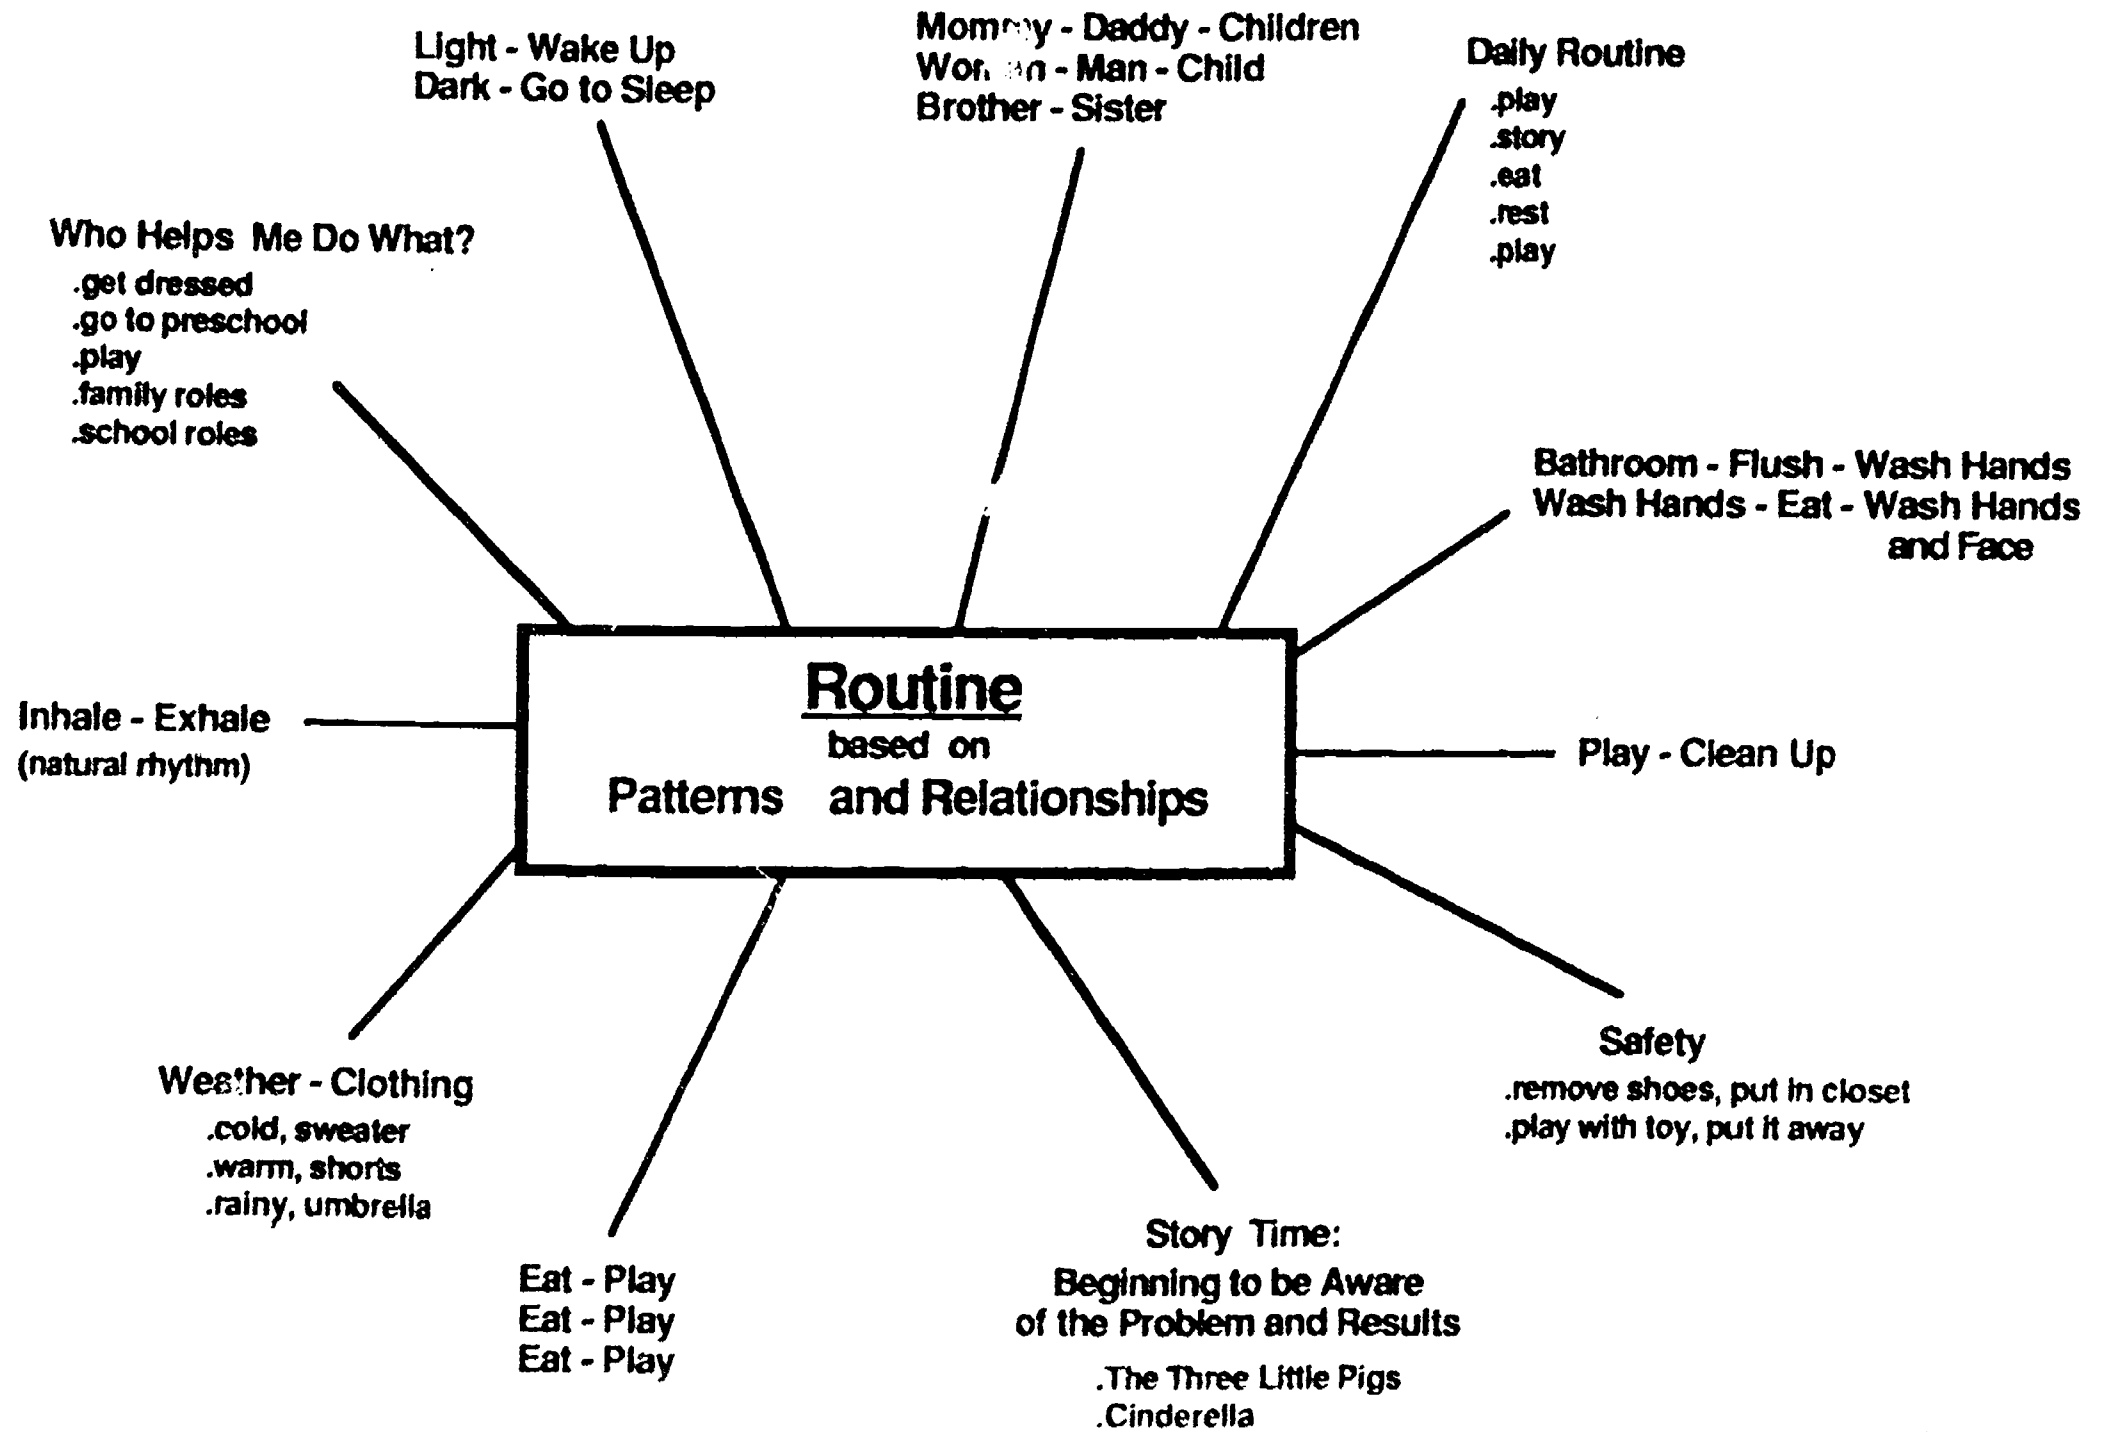 Light - Wake Up
Dark - Go to Sleep
Mommy - Daddy - Children
Woman - Man - Child
Brother - Sister
Daily Routine
.play
.story
.eat
.rest
.play
Who Helps Me Do What?
.get dressed
.go to preschool
.play
.family roles
.school roles
Bathroom - Flush - Wash Hands
Wash Hands - Eat - Wash Hands
and Face
Routine
based on
Patterns and Relationships
Inhale - Exhale
(natural rhythm)
Play - Clean Up
Safety
.remove shoes, put in closet
.play with toy, put it away
Weather - Clothing
.cold, sweater
.warm, shorts
.rainy, umbrella
Eat - Play
Eat - Play
Eat - Play
Story Time:
Beginning to be Aware
of the Problem and Results
.The Three Little Pigs
.Cinderella